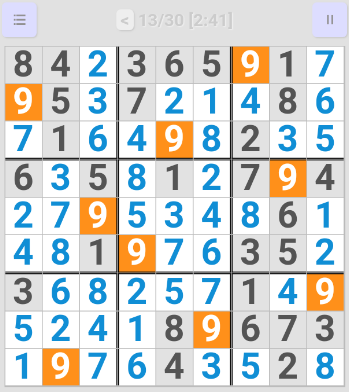 < 13/30 [2:41]
8 4 2 3 6 5 9 1 7
9 5 3 7 2 1 4 8 6
7 1 6 4 9 8 2 3 5
6 3 5 8 1 2 7 9 4
2 7 9 5 3 4 8 6 1
4 8 1 9 7 6 3 5 2
3 6 8 2 5 7 1 4 9
5 2 4 1 8 9 6 7 3
1 9 7 6 4 3 5 2 8